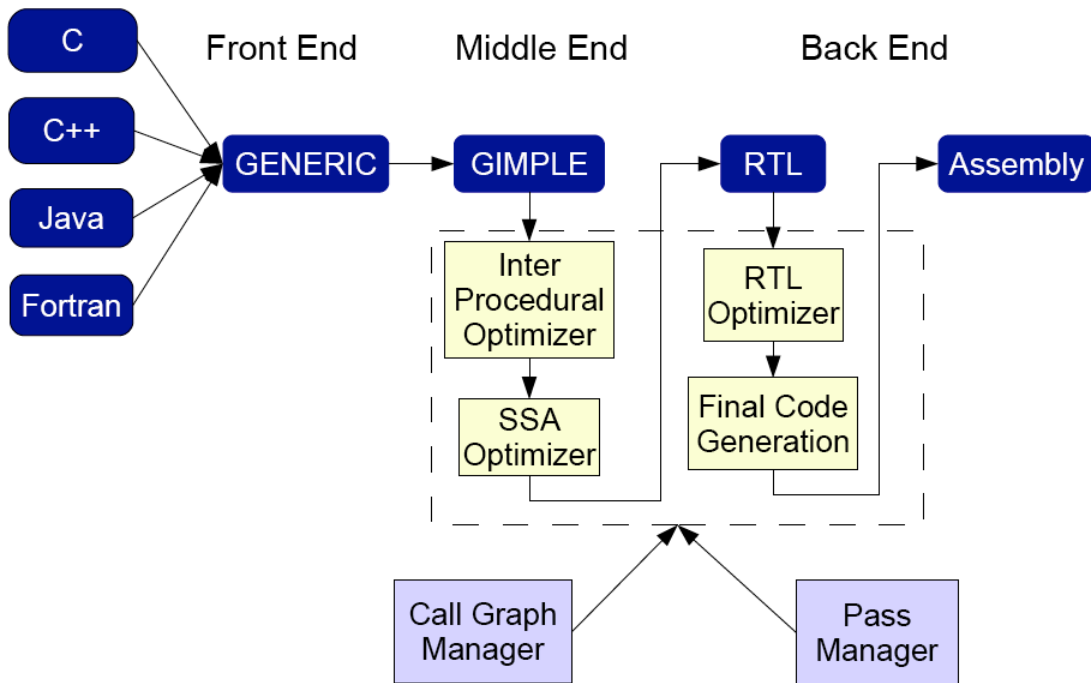 C
Front End
Middle End
Back End
C++
Java
Fortran
GENERIC
GIMPLE
RTL
Assembly
Inter
Procedural
Optimizer
SSA
Optimizer
RTL
Optimizer
Final Code
Generation
Call Graph
Manager
Pass
Manager